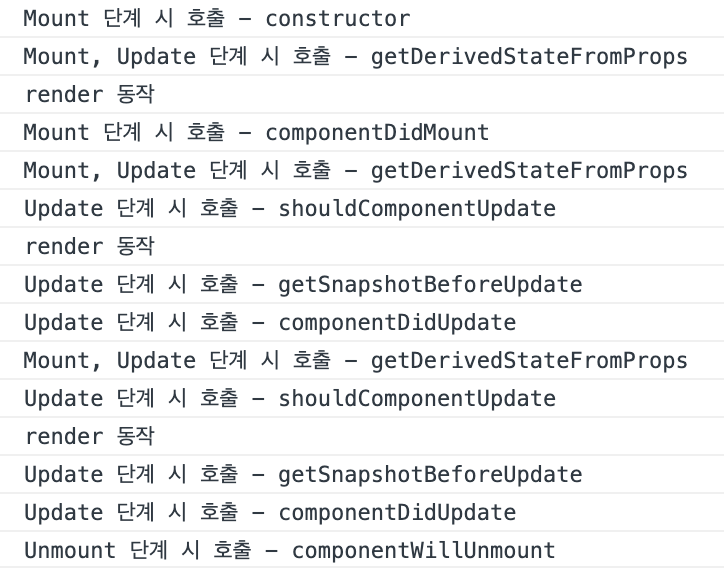 Mount 단계 시 호출 – constructor
Mount, Update 단계 시 호출 – getDerivedStateFromProps
render 동작
Mount 단계 시 호출 – componentDidMount
Mount, Update 단계 시 호출 – getDerivedStateFromProps
Update 단계 시 호출 – shouldComponentUpdate
render 동작
Update 단계 시 호출 – getSnapshotBeforeUpdate
Update 단계 시 호출 – componentDidUpdate
Mount, Update 단계 시 호출 – getDerivedStateFromProps
Update 단계 시 호출 – shouldComponentUpdate
render 동작
Update 단계 시 호출 – getSnapshotBeforeUpdate
Update 단계 시 호출 – componentDidUpdate
Unmount 단계 시 호출 – componentWillUnmount